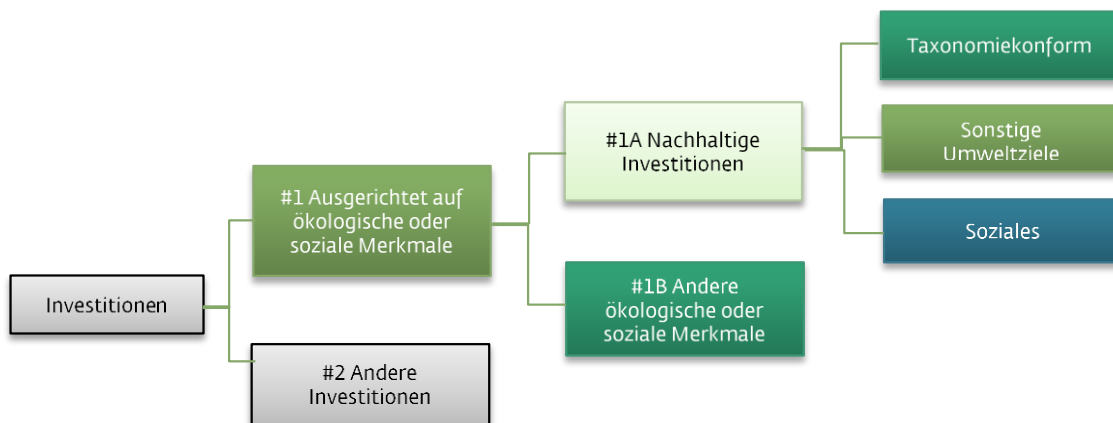 Investitionen
#1 Ausgerichtet auf
ökologische oder
soziale Merkmale
#2 Andere
Investitionen
#1A Nachhaltige
Investitionen
#1B Andere
ökologische oder
soziale Merkmale
Taxonomiekonform
Sonstige
Umweltziele
Soziales